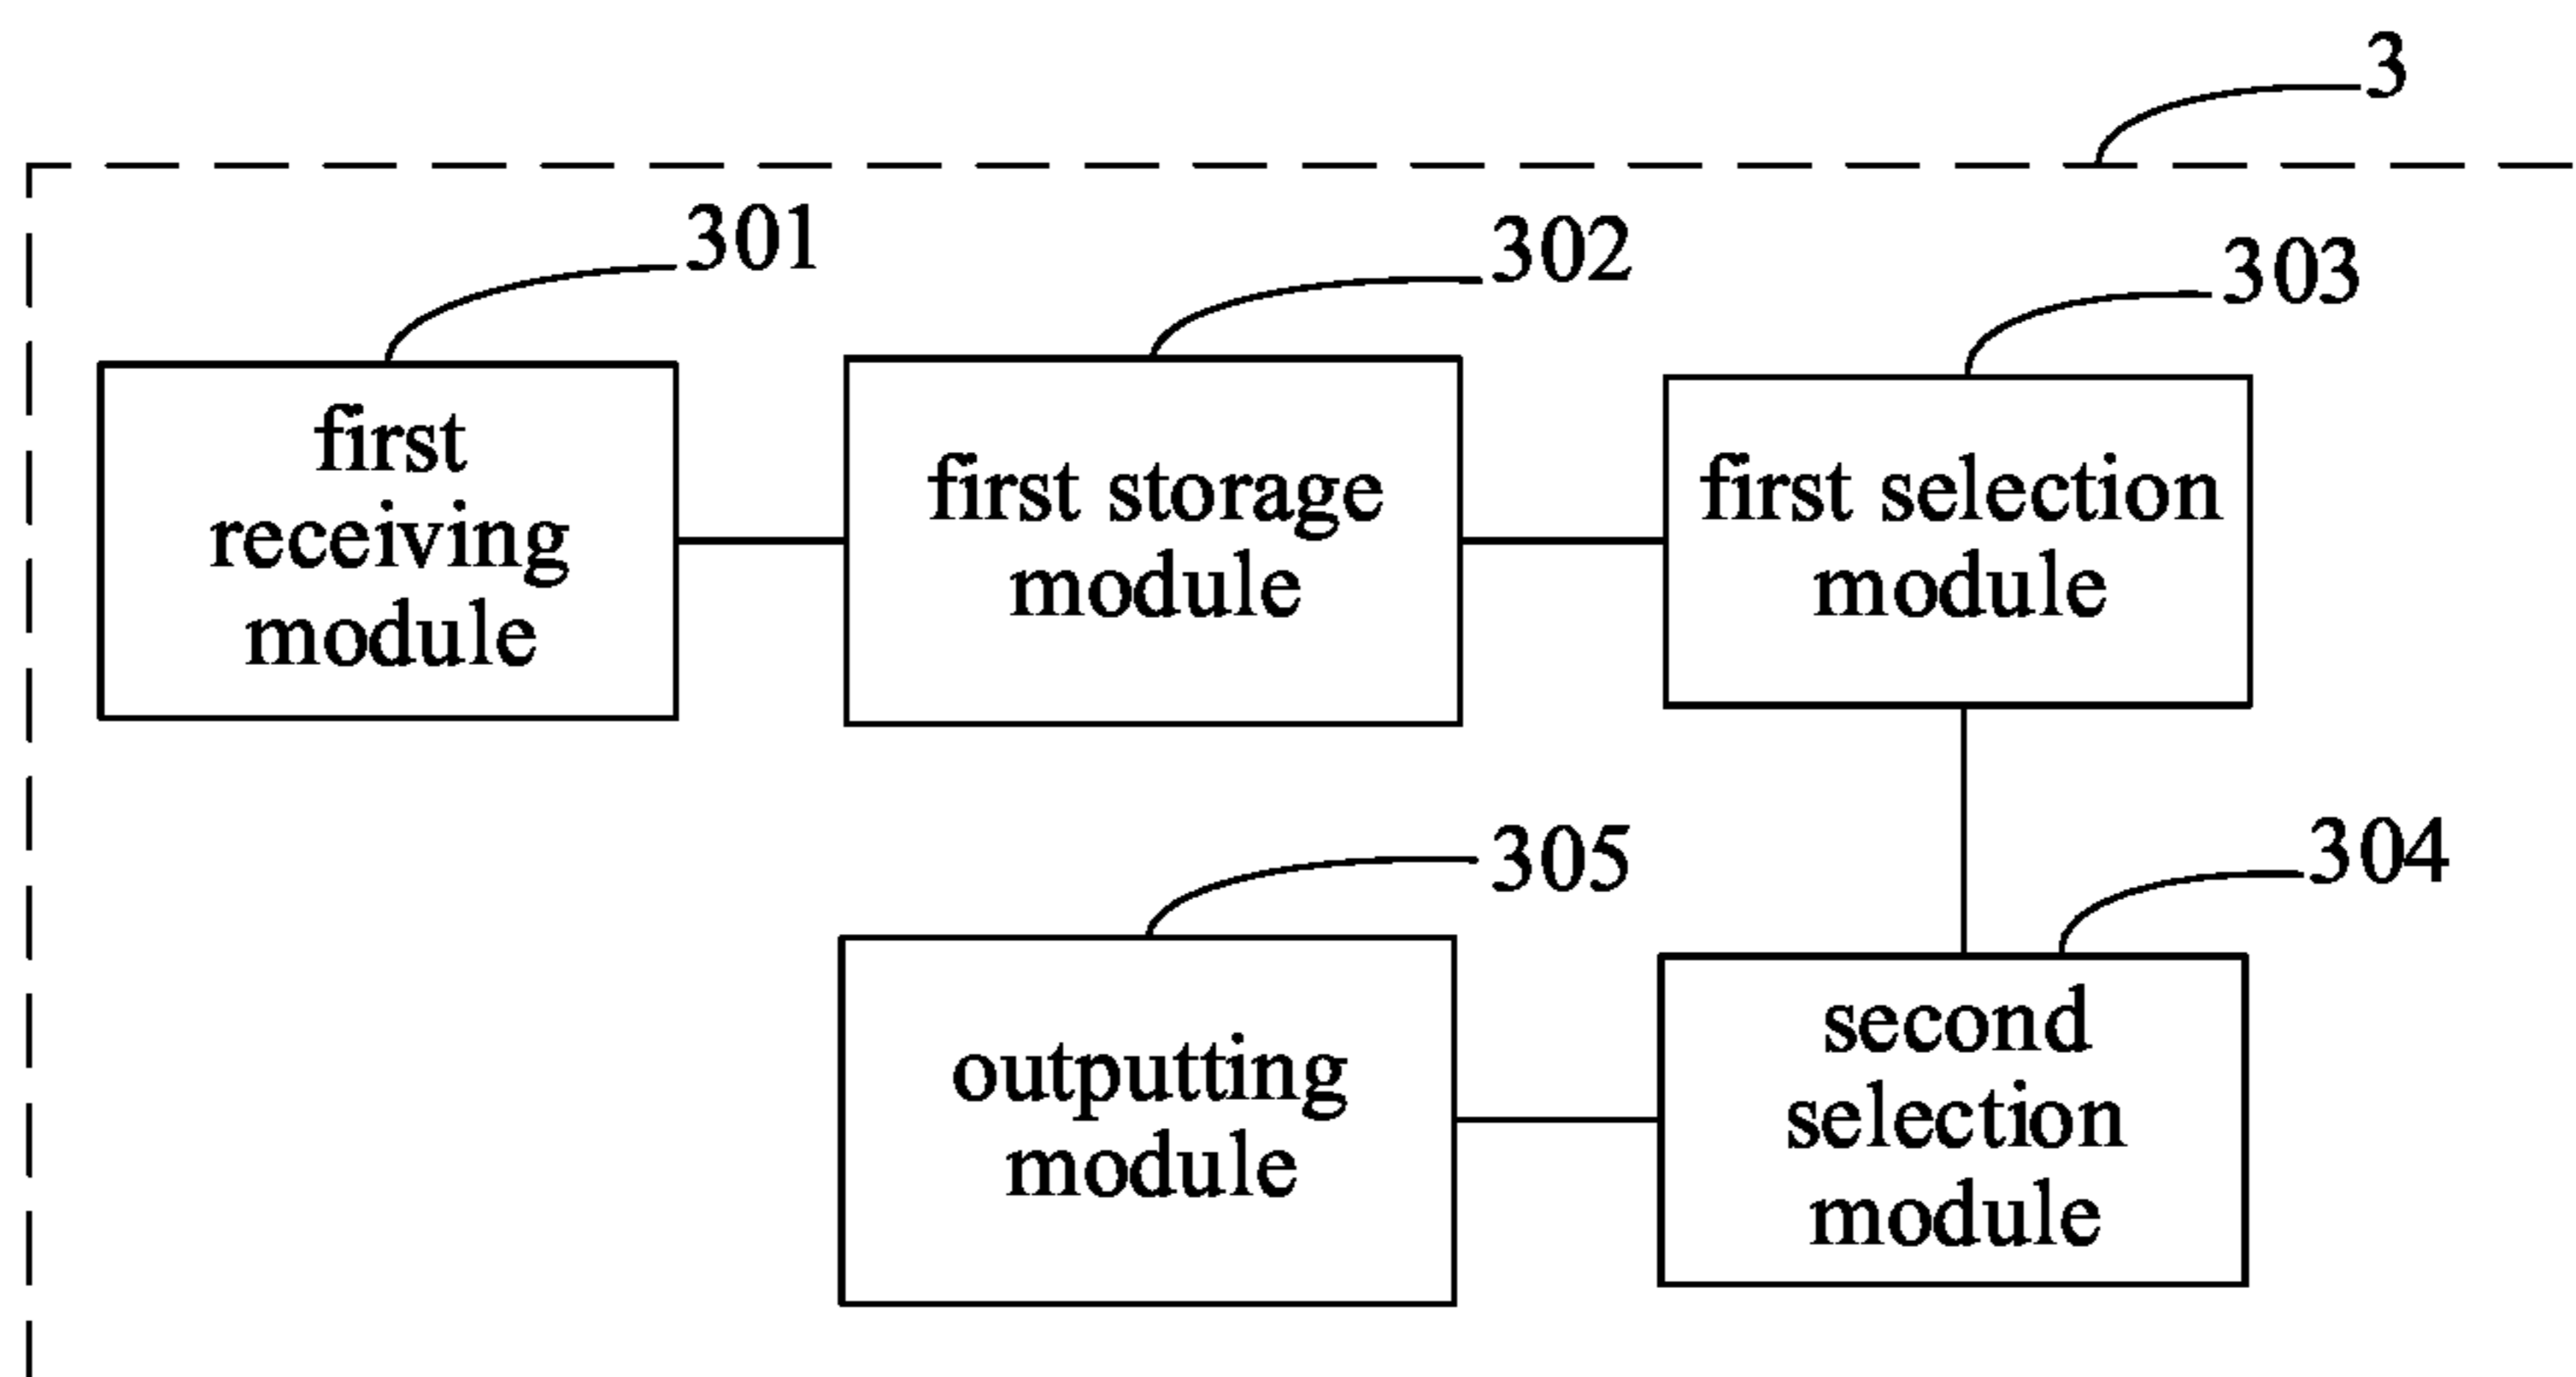 3
301
302
303
first
receiving
module
first storage
module
first selection
module
305
304
outputting
module
second
selection
module